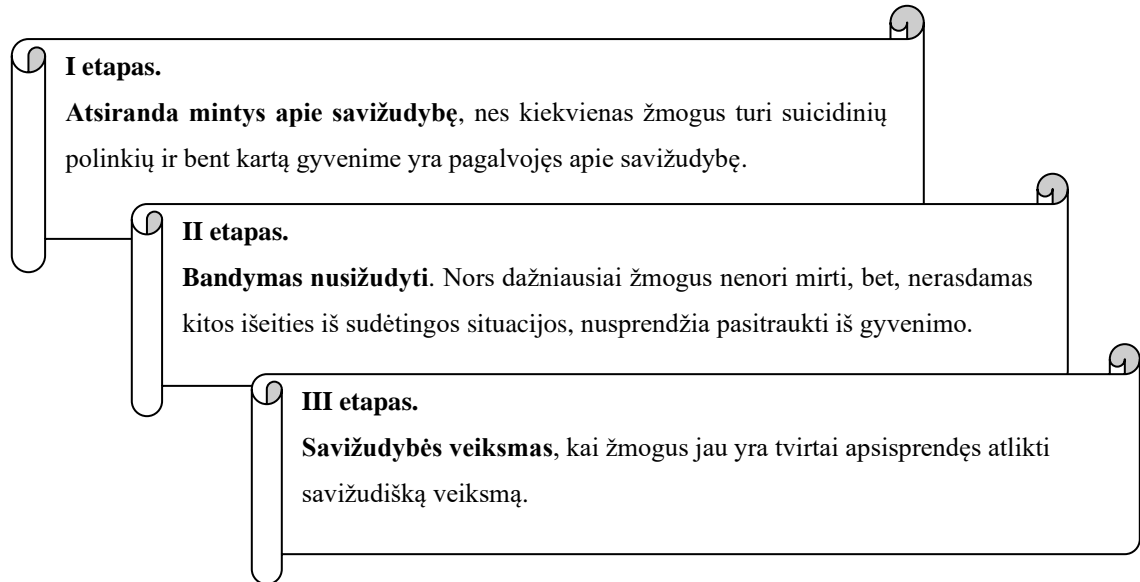 I etapas.
Atsiranda mintys apie savižudybę, nes kiekvienas žmogus turi suicidinių
polinkių ir bent kartą gyvenime yra pagalvojęs apie savižudybę.
II etapas.
Bandymas nusižudyti. Nors dažniausiai žmogus nenori mirti, bet, nerasdamas
kitos išeities iš sudėtingos situacijos, nusprendžia pasitraukti iš gyvenimo.
III etapas.
Savižudybės veiksmas, kai žmogus jau yra tvirtai apsisprendęs atlikti
savižudišką veiksmą.